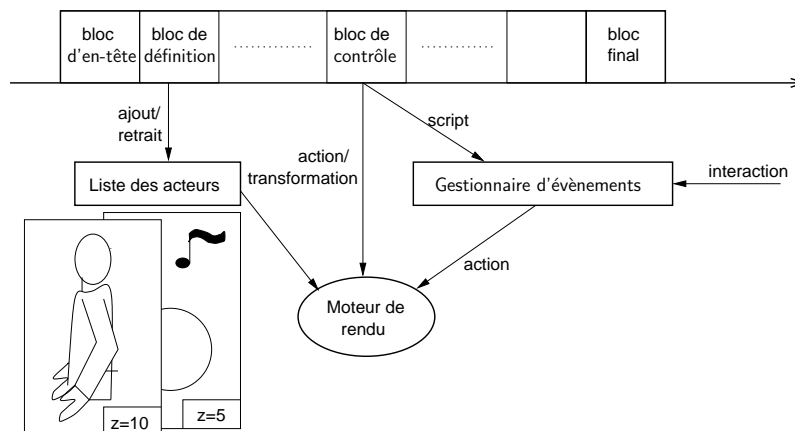 bloc
d'en-tête
bloc de
définition
bloc de
contrôle
bloc
final
ajout/
retrait
action/
transformation
script
interaction
Liste des acteurs
Gestionnaire d'évènements
action
Moteur de
rendu
z=10
z=5